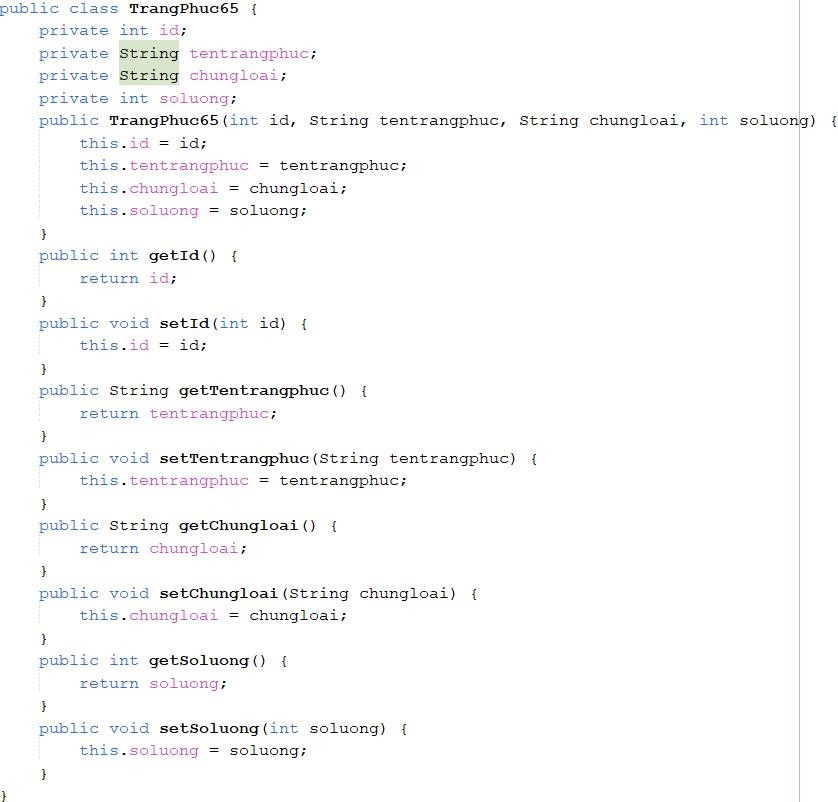 public class TrangPhuc65 {
    private int id;
    private String tentrangphuc;
    private String chungloai;
    private int soluong;
    public TrangPhuc65(int id, String tentrangphuc, String chungloai, int soluong) {
        this.id = id;
        this.tentrangphuc = tentrangphuc;
        this.chungloai = chungloai;
        this.soluong = soluong;
    }
    public int getId() {
        return id;
    }
    public void setId(int id) {
        this.id = id;
    }
    public String getTentrangphuc() {
        return tentrangphuc;
    }
    public void setTentrangphuc(String tentrangphuc) {
        this.tentrangphuc = tentrangphuc;
    }
    public String getChungloai() {
        return chungloai;
    }
    public void setChungloai(String chungloai) {
        this.chungloai = chungloai;
    }
    public int getSoluong() {
        return soluong;
    }
    public void setSoluong(int soluong) {
        this.soluong = soluong;
    }
}